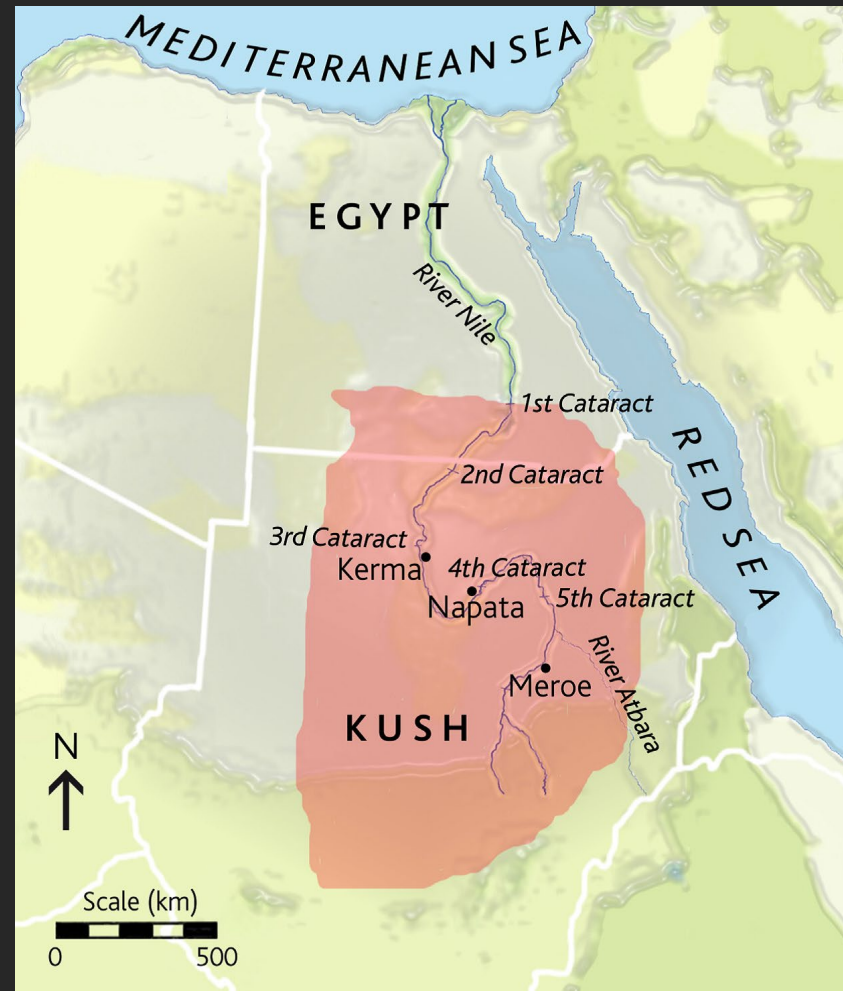 MEDITERRANEAN SEA
EGYPT
River Nile
1st Cataract
RED SEA
2nd Cataract
3rd Cataract
Kerma
4th Cataract
Napata
5th Cataract
River Atbara
Meroe
KUSH
N
Scale (km)
0 500